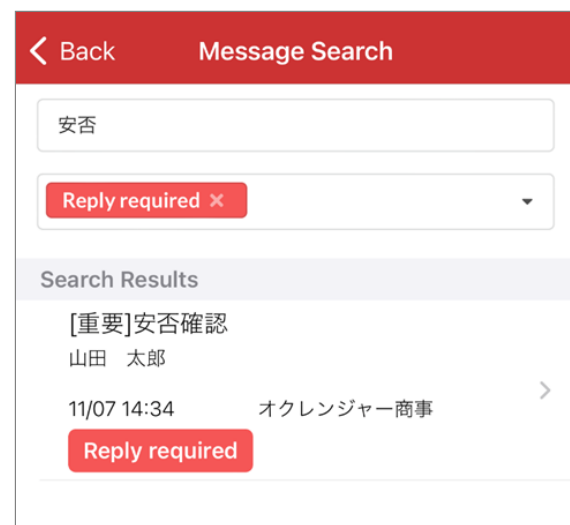 Back Message Search
安否
Reply required ×
Search Results
[重要]安否確認
山田　太郎
11/07 14:34 オクレンジャー商事
Reply required